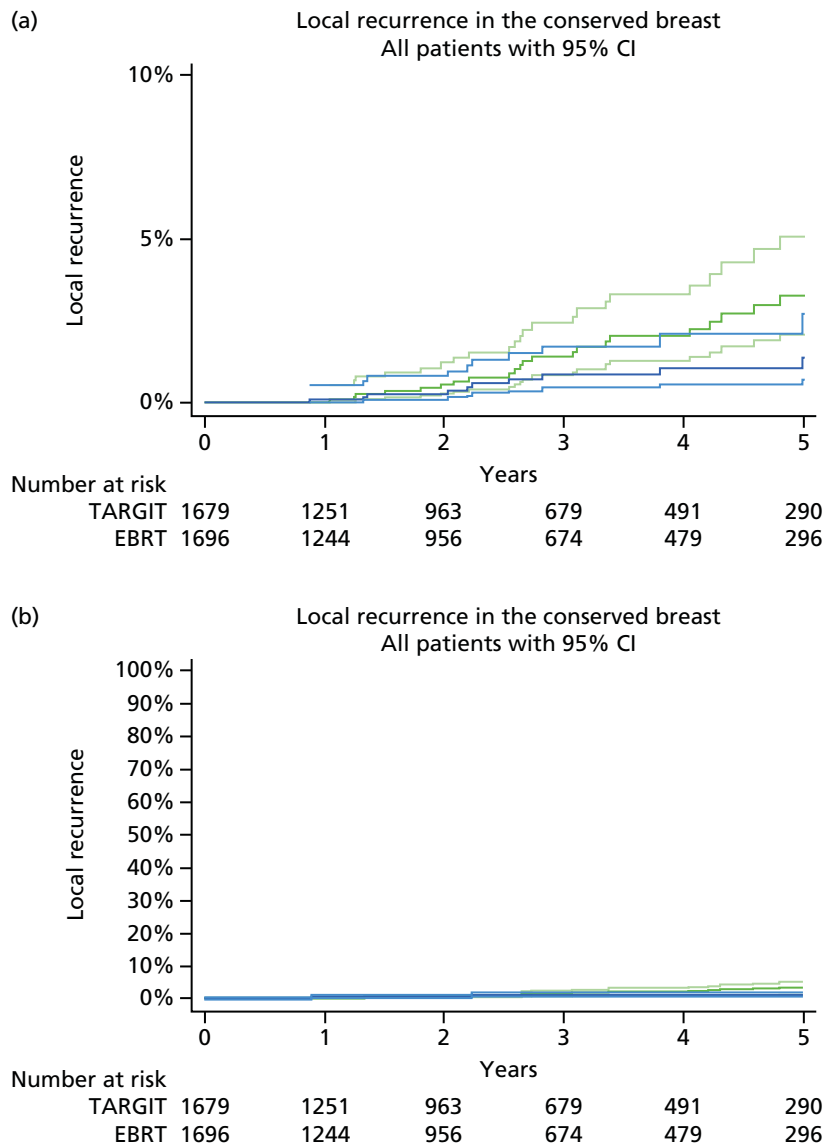 (a)
Local recurrence in the conserved breast
All patients with 95% CI
10%
5%
0%
Local recurrence
0 1 2 3 4 5
Years
Number at risk
TARGIT 1679 1251 963 679 491 290
EBRT 1696 1244 956 674 479 296
(b)
Local recurrence in the conserved breast
All patients with 95% CI
100%
90%
80%
70%
60%
50%
40%
30%
20%
10%
0%
Local recurrence
0 1 2 3 4 5
Years
Number at risk
TARGIT 1679 1251 963 679 491 290
EBRT 1696 1244 956 674 479 296